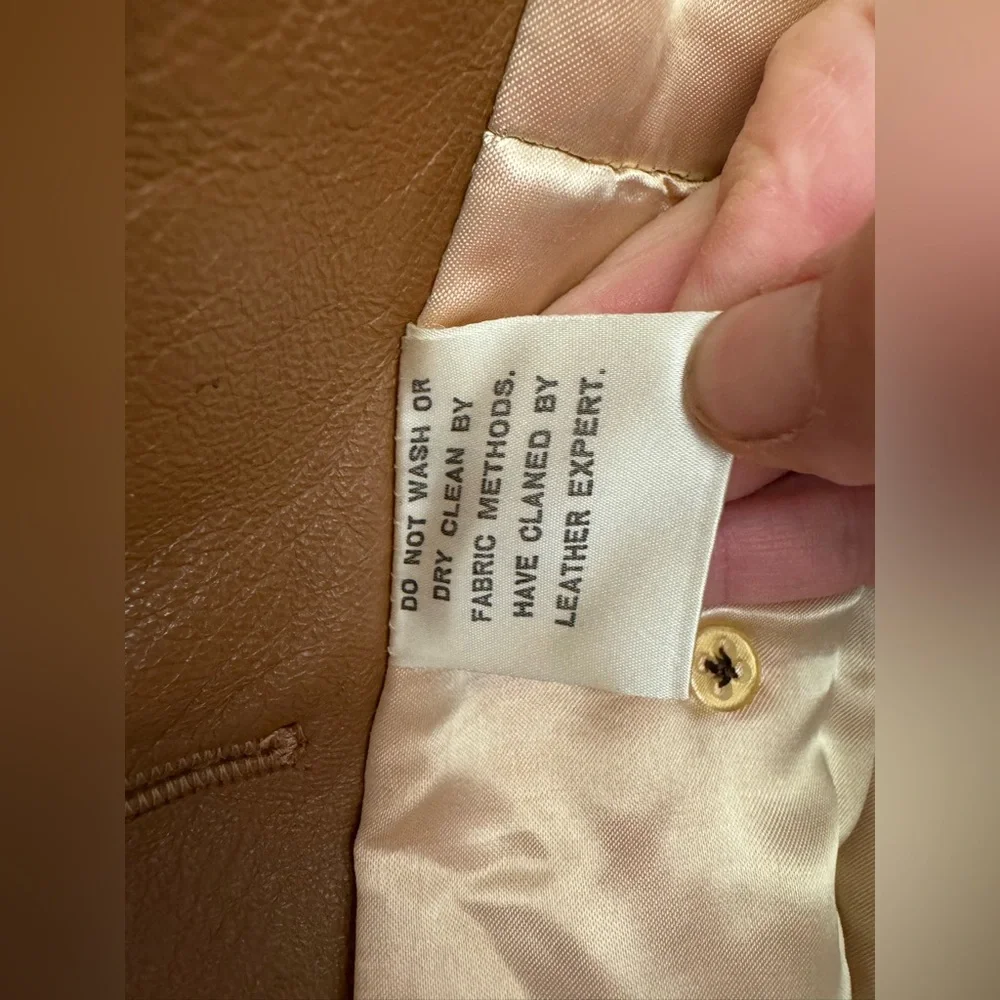 DO NOT WASH OR
DRY CLEAN BY
FABRIC METHODS.
HAVE CLANED BY
LEATHER EXPERT.